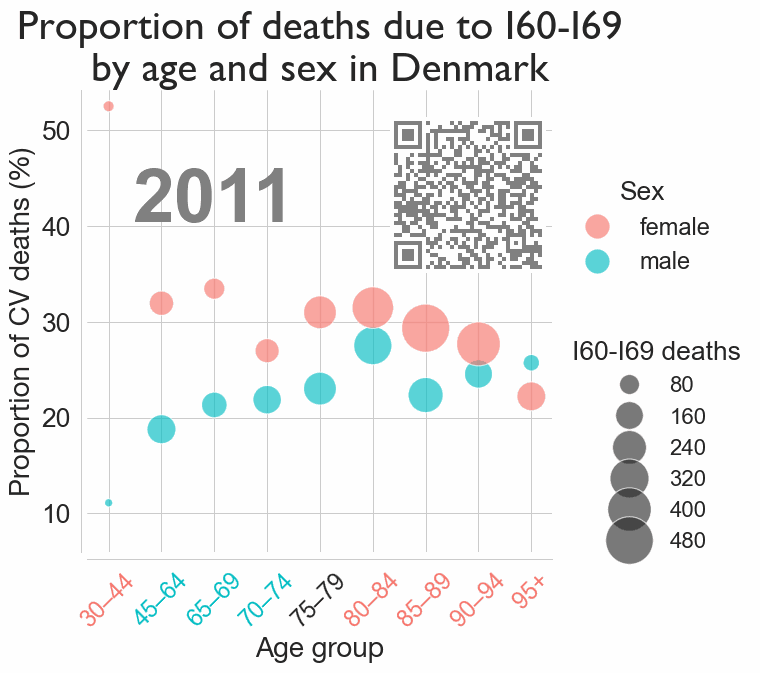 Proportion of deaths due to I60-I69
by age and sex in Denmark
Proportion of CV deaths (%)
50
40
30
20
10
2011
Sex
female
male
I60-I69 deaths
80
160
240
320
400
480
30–44
45–64
65–69
70–74
75–79
80–84
85–89
90–94
95+
Age group